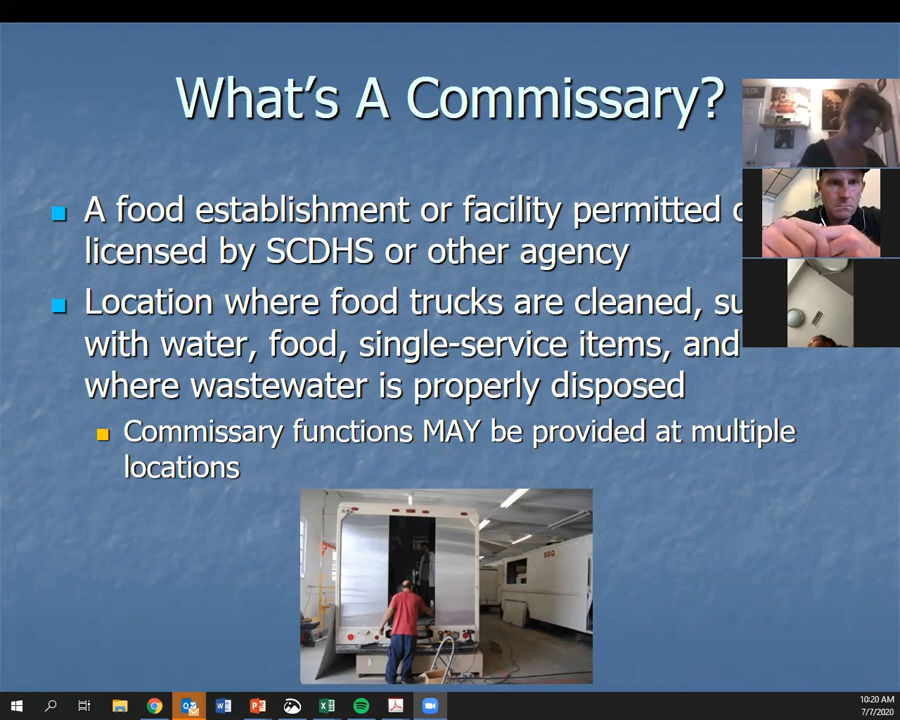 What's A Commissary?
A food establishment or facility permitted
licensed by SCDHS or other agency
Location where food trucks are cleaned,
with water, food, single-service items, and
where wastewater is properly disposed
Commissary functions MAY be provided at multiple
locations
BBQ
10:20 AM
7/7/2020